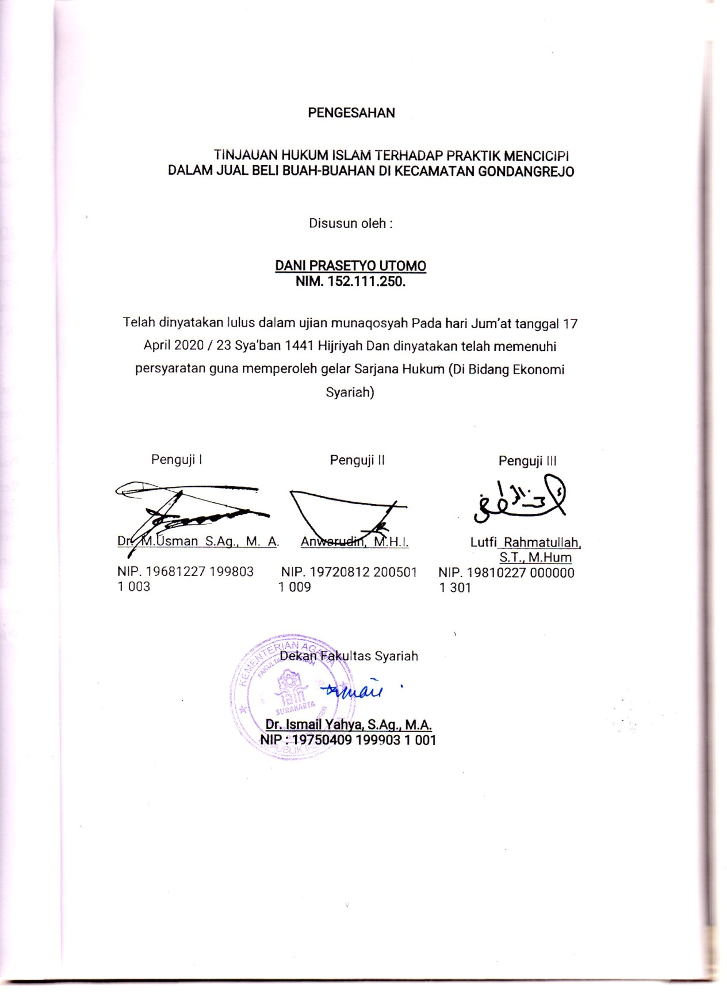 PENGESAHAN
TINJAUAN HUKUM ISLAM TERHADAP PRAKTIK MENCICIPI
DALAM JUAL BELI BUAH-BUAHAN DI KECAMATAN GONDANGREJO
Disusun oleh :
DANI PRASETYO UTOMO
NIM. 152.111.250.
Telah dinyatakan lulus dalam ujian munaqosyah Pada hari Jum'at tanggal 17
April 2020 / 23 Sya'ban 1441 Hijriyah Dan dinyatakan telah memenuhi
persyaratan guna memperoleh gelar Sarjana Hukum (Di Bidang Ekonomi
Syariah)
Penguji I
Penguji II
Penguji III
Dr. M.Usman S.Ag., M. A.
Anwarudin, M.H.I.
Lutfi Rahmatullah,
S.T., M.Hum
NIP. 19681227 199803
1 003
NIP. 19720812 200501
1 009
NIP. 19810227 000000
1 301
KEMENTERIAN AGAMA
FAKULTAS
iain
SURAKARTA
Dekan Fakultas Syariah
Dr. Ismail Yahya, S.Ag., M.A.
NIP : 19750409 199903 1 001
v